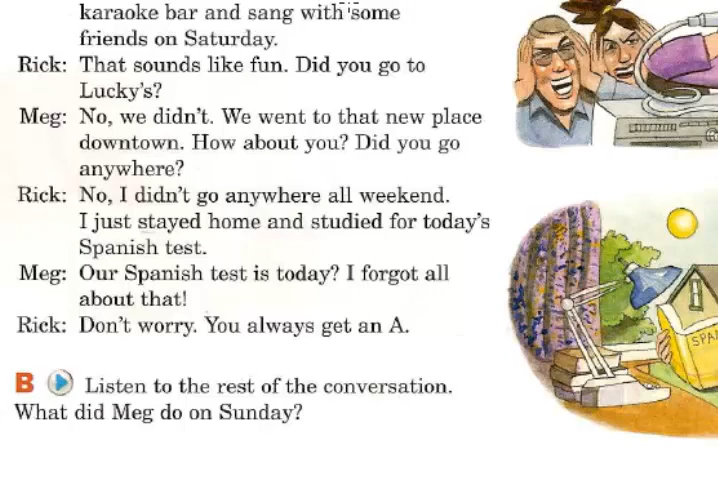 karaoke bar and sang with some
friends on Saturday.
Rick: That sounds like fun. Did you go to
Lucky's?
Meg: No, we didn't. We went to that new place
downtown. How about you? Did you go
anywhere?
Rick: No, I didn't go anywhere all weekend.
I just stayed home and studied for today's
Spanish test.
Meg: Our Spanish test is today? I forgot all
about that!
Rick: Don't worry. You always get an A.
B Listen to the rest of the conversation.
What did Meg do on Sunday?